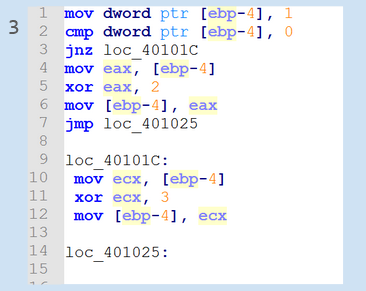 3
1 mov dword ptr [ebp-4], 1
2 cmp dword ptr [ebp-4], 0
3 jnz loc_40101C
4 mov eax, [ebp-4]
5 xor eax, 2
6 mov [ebp-4], eax
7 jmp loc_401025
8
9 loc_40101C:
10 mov ecx, [ebp-4]
11 xor ecx, 3
12 mov [ebp-4], ecx
13
14 loc_401025:
15